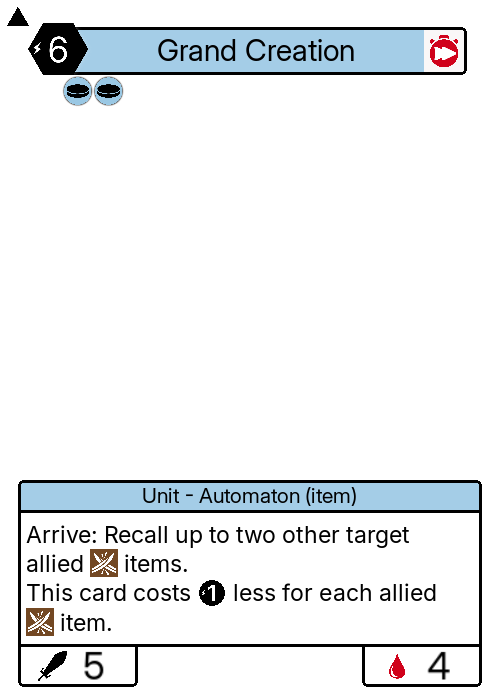 6
Grand Creation
Unit - Automaton (item)
Arrive: Recall up to two other target
allied items.
This card costs 1 less for each allied
item.
5
4